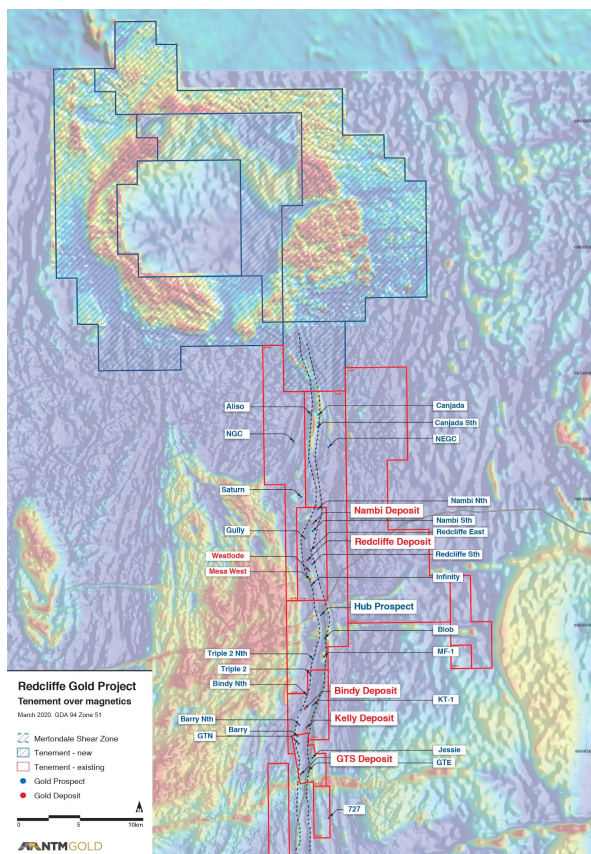 Aliso
Canjada
Canjada Sth
NGC
NEGC
Saturn
Nambi Nth
Nambi Deposit
Nambi Sth
Gully
Redcliffe East
Redcliffe Deposit
Westlode
Redcliffe Sth
Mesa West
Infinity
Hub Prospect
Blob
Triple 2 Nth
MF-1
Triple 2
Bindy Nth
Bindy Deposit
KT-1
Barry Nth
Kelly Deposit
Barry
GTN
Jessie
GTS Deposit
GTE
727
Redcliffe Gold Project
Tenement over magnetics
March 2020. GDA 94 Zone 51
Mertondale Shear Zone
Tenement - new
Tenement - existing
Gold Prospect
Gold Deposit
N
0 5 10km
NTMGOLD